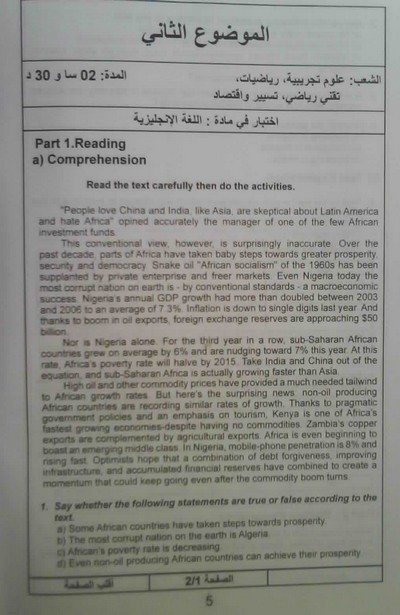 الموضوع الثاني
الشعب: علوم تجريبية، رياضيات، المدة: 02 سا و 30 د
تقني رياضي، تسيير واقتصاد
اختبار في مادة : اللغة الإنجليزية
Part 1.Reading
a) Comprehension
Read the text carefully then do the activities.
"People love China and India, like Asia, are skeptical about Latin America
and hate Africa" opined accurately the manager of one of the few African
investment funds.
This conventional view, however, is surprisingly inaccurate. Over the
past decade, parts of Africa have taken baby steps towards greater prosperity,
security and democracy. Snake oil "African socialism" of the 1960s has been
supplanted by private enterprise and freer markets. Even Nigeria today the
most corrupt nation on earth is - by conventional standards - a macroeconomic
success. Nigeria's annual GDP growth had more than doubled between 2003
and 2006 to an average of 7.3%. Inflation is down to single digits last year. And
thanks to boom in oil exports, foreign exchange reserves are approaching $50
billion.
Nor is Nigeria alone. For the third year in a row, sub-Saharan African
countries grew on average by 6% and are nudging toward 7% this year. At this
rate, Africa's poverty rate will halve by 2015. Take India and China out of the
equation, and sub-Saharan Africa is actually growing faster than Asia.
High oil and other commodity prices have provided a much needed tailwind
to African growth rates. But here's the surprising news: non-oil producing
African countries are recording similar rates of growth. Thanks to pragmatic
government policies and an emphasis on tourism, Kenya is one of Africa's
fastest growing economies-despite having no commodities. Zambia's copper
exports are complemented by agricultural exports. Africa is even beginning to
boast an emerging middle class. In Nigeria, mobile-phone penetration is 8% and
rising fast. Optimists hope that a combination of debt forgiveness, improving
infrastructure, and accumulated financial reserves have combined to create a
momentum that could keep going even after the commodity boom turns.
1. Say whether the following statements are true or false according to the
text.
a) Some African countries have taken steps towards prosperity.
b) The most corrupt nation on the earth is Algeria.
c) African's poverty rate is decreasing.
d) Even non-oil producing African countries can achieve their prosperity.
الصفحة 2/1 أقلب الصفحة
5